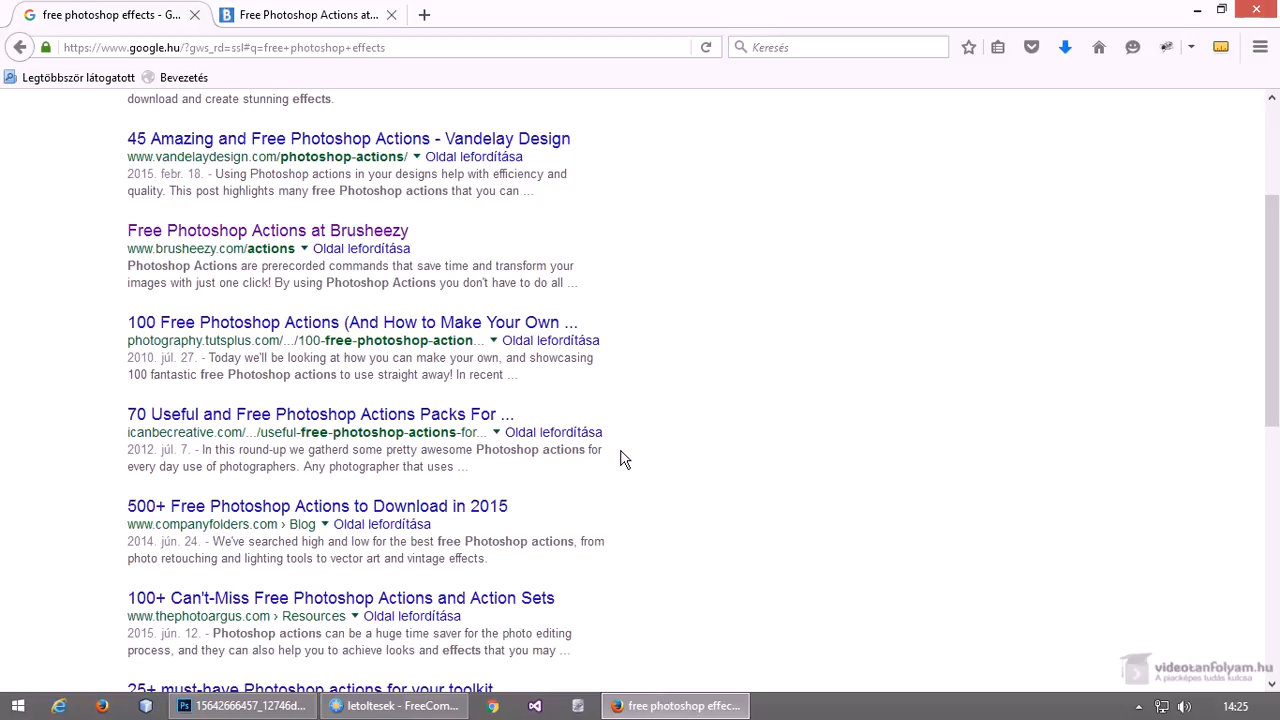 free photoshop effects - G...
Free Photoshop Actions at...
https://www.google.hu/?gws_rd=ssl#q=free+photoshop+effects
Keresés
Legtöbbször látogatott
Bevezetés
download and create stunning effects.
45 Amazing and Free Photoshop Actions - Vandelay Design
www.vandelaydesign.com/photoshop-actions/ Oldal lefordítása
2015. febr. 18. - Using Photoshop actions in your designs help with efficiency and
quality. This post highlights many free Photoshop actions that you can ...
Free Photoshop Actions at Brusheezy
www.brusheezy.com/actions Oldal lefordítása
Photoshop Actions are prerecorded commands that save time and transform your
images with just one click! By using Photoshop Actions you don't have to do all ...
100 Free Photoshop Actions (And How to Make Your Own ...
photography.tutsplus.com/.../100-free-photoshop-action... Oldal lefordítása
2010. júl. 27. - Today we'll be looking at how you can make your own, and showcasing
100 fantastic free Photoshop actions to use straight away! In recent ...
70 Useful and Free Photoshop Actions Packs For ...
icanbecreative.com/.../useful-free-photoshop-actions-for... Oldal lefordítása
2012. júl. 7. - In this round-up we gatherd some pretty awesome Photoshop actions for
every day use of photographers. Any photographer that uses ...
500+ Free Photoshop Actions to Download in 2015
www.companyfolders.com › Blog Oldal lefordítása
2014. jún. 24. - We've searched high and low for the best free Photoshop actions, from
photo retouching and lighting tools to vector art and vintage effects.
100+ Can't-Miss Free Photoshop Actions and Action Sets
www.thephotoargus.com › Resources Oldal lefordítása
2015. jún. 12. - Photoshop actions can be a huge time saver for the photo editing
process, and they can also help you to achieve looks and effects that you may ...
25+ must-have Photoshop actions for your toolkit
videotanfolyam.hu
A piacképes tudás kulcsa
15642666457_12746d...
letoltesek - FreeCom...
free photoshop effec...
14:25